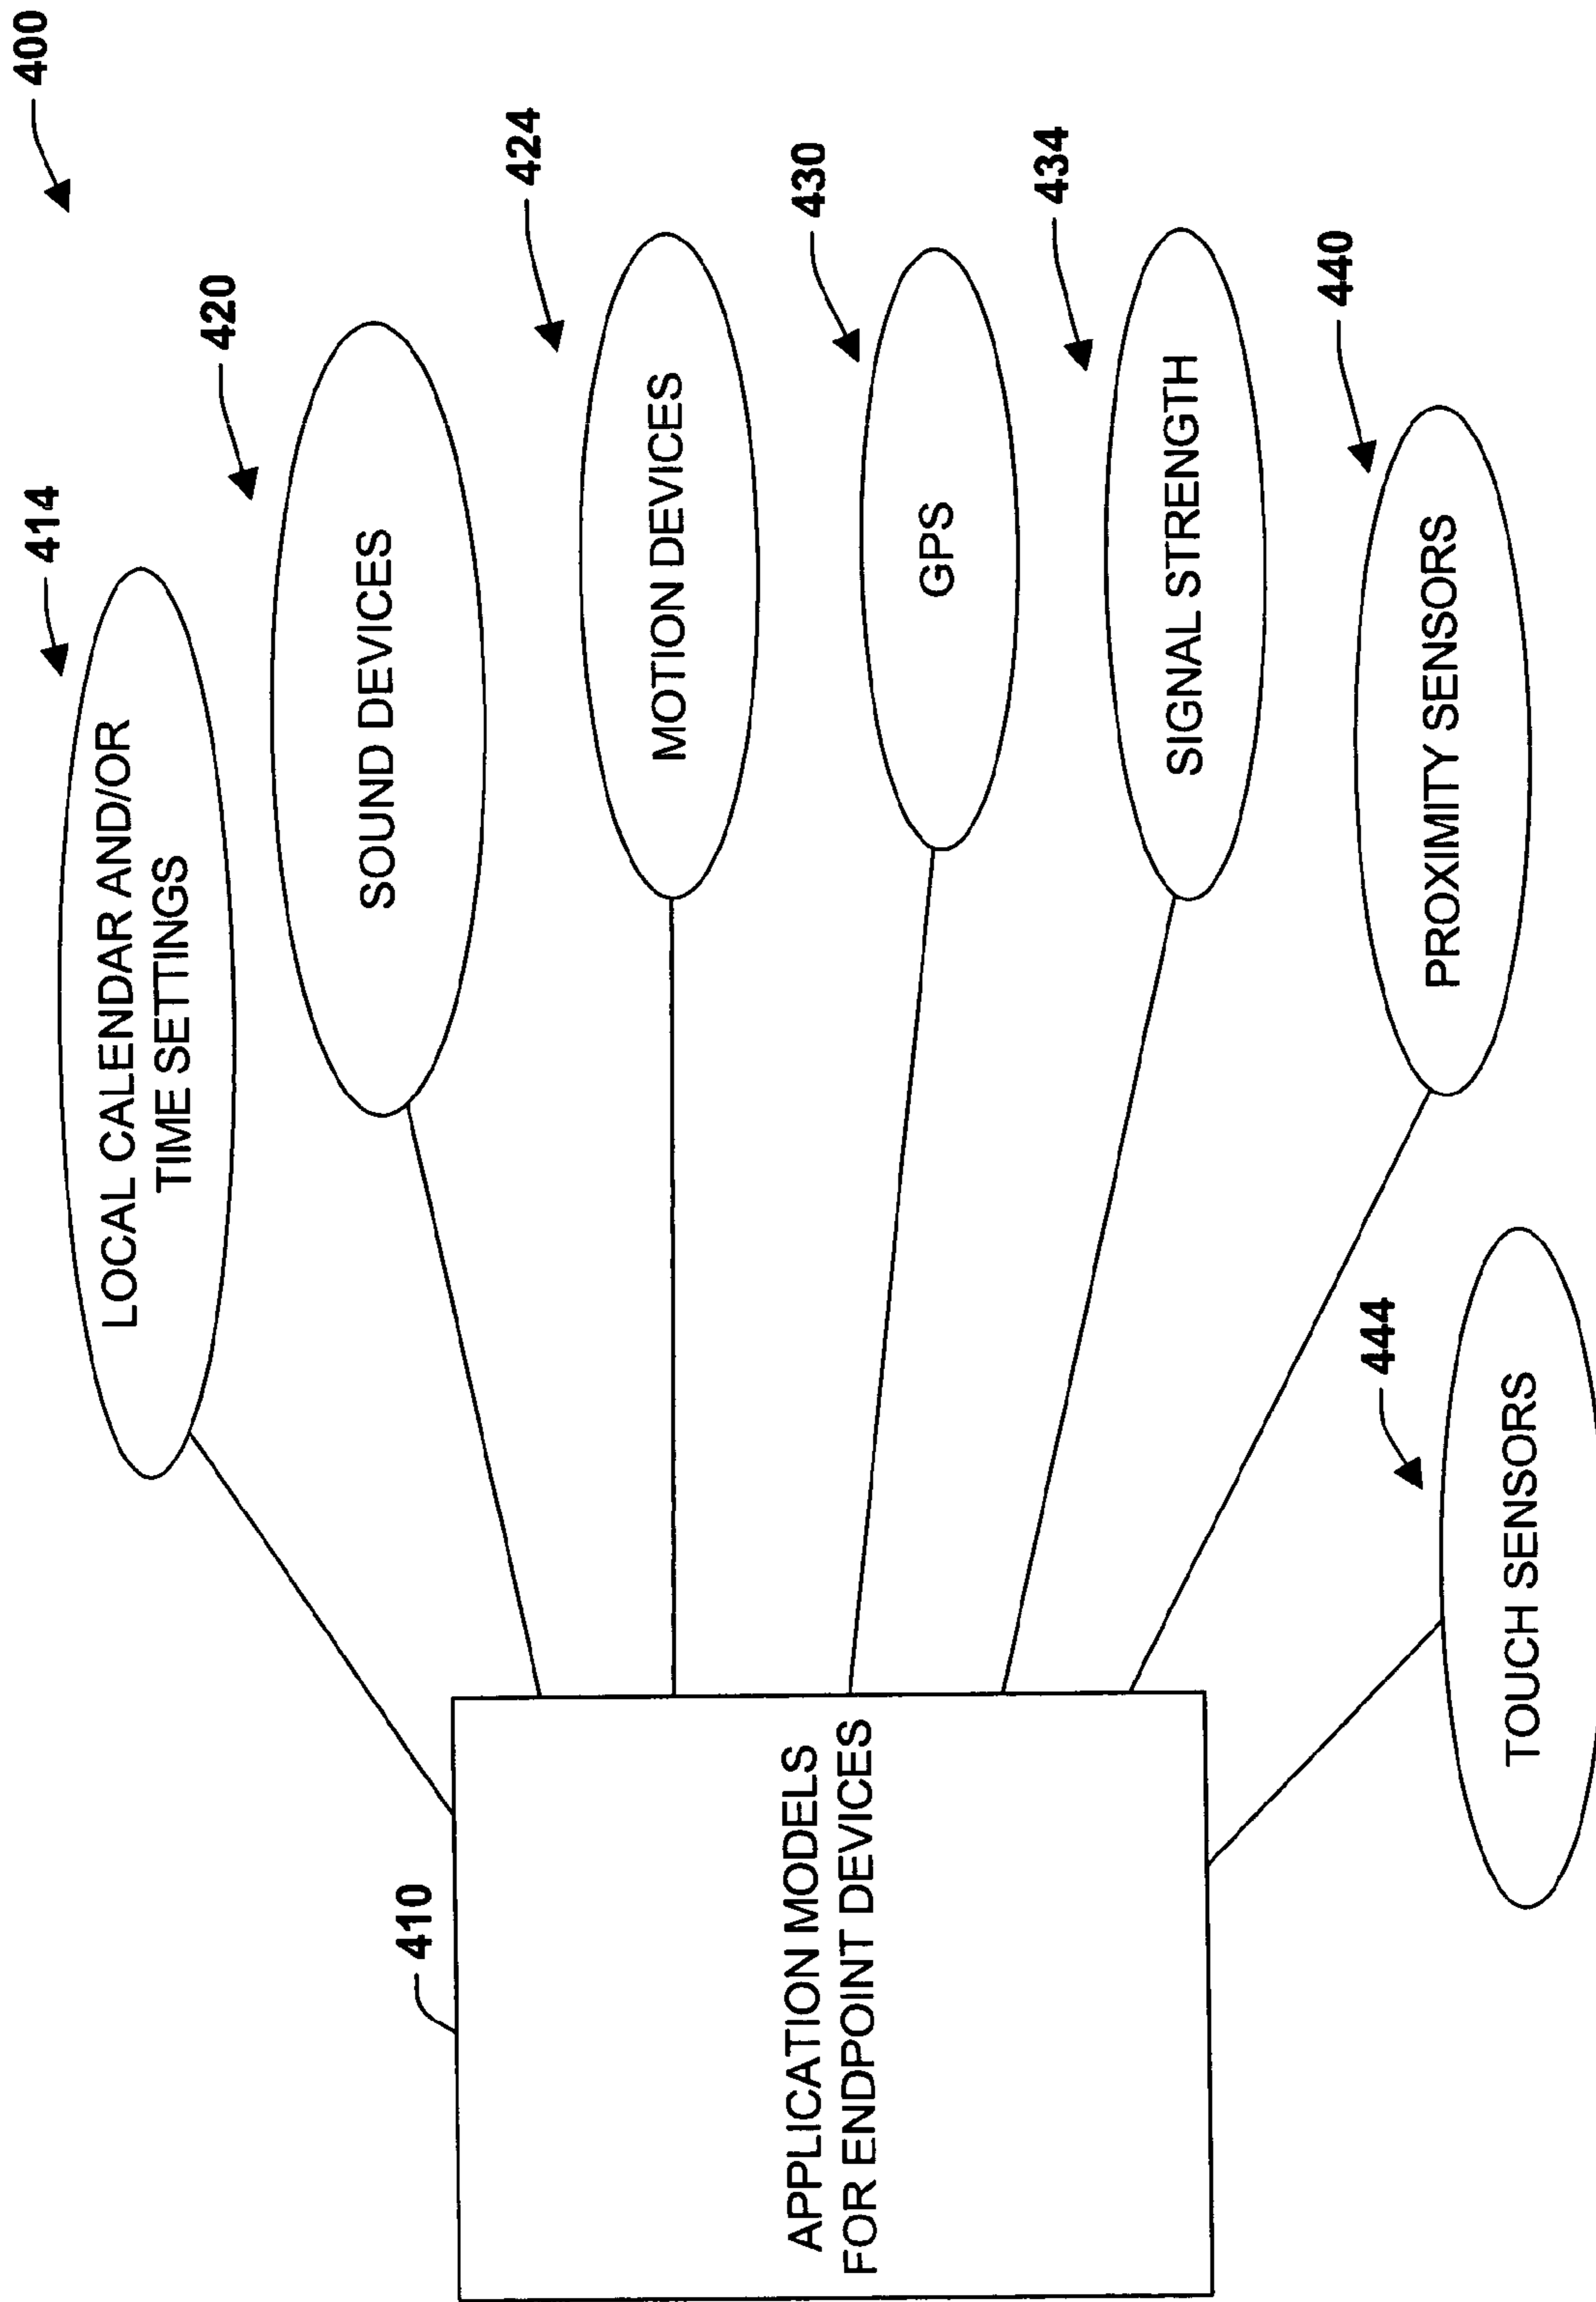 400
414
LOCAL CALENDAR AND/OR
TIME SETTINGS
420
SOUND DEVICES
424
MOTION DEVICES
410
APPLICATION MODELS
FOR ENDPOINT DEVICES
430
GPS
434
SIGNAL STRENGTH
440
PROXIMITY SENSORS
444
TOUCH SENSORS